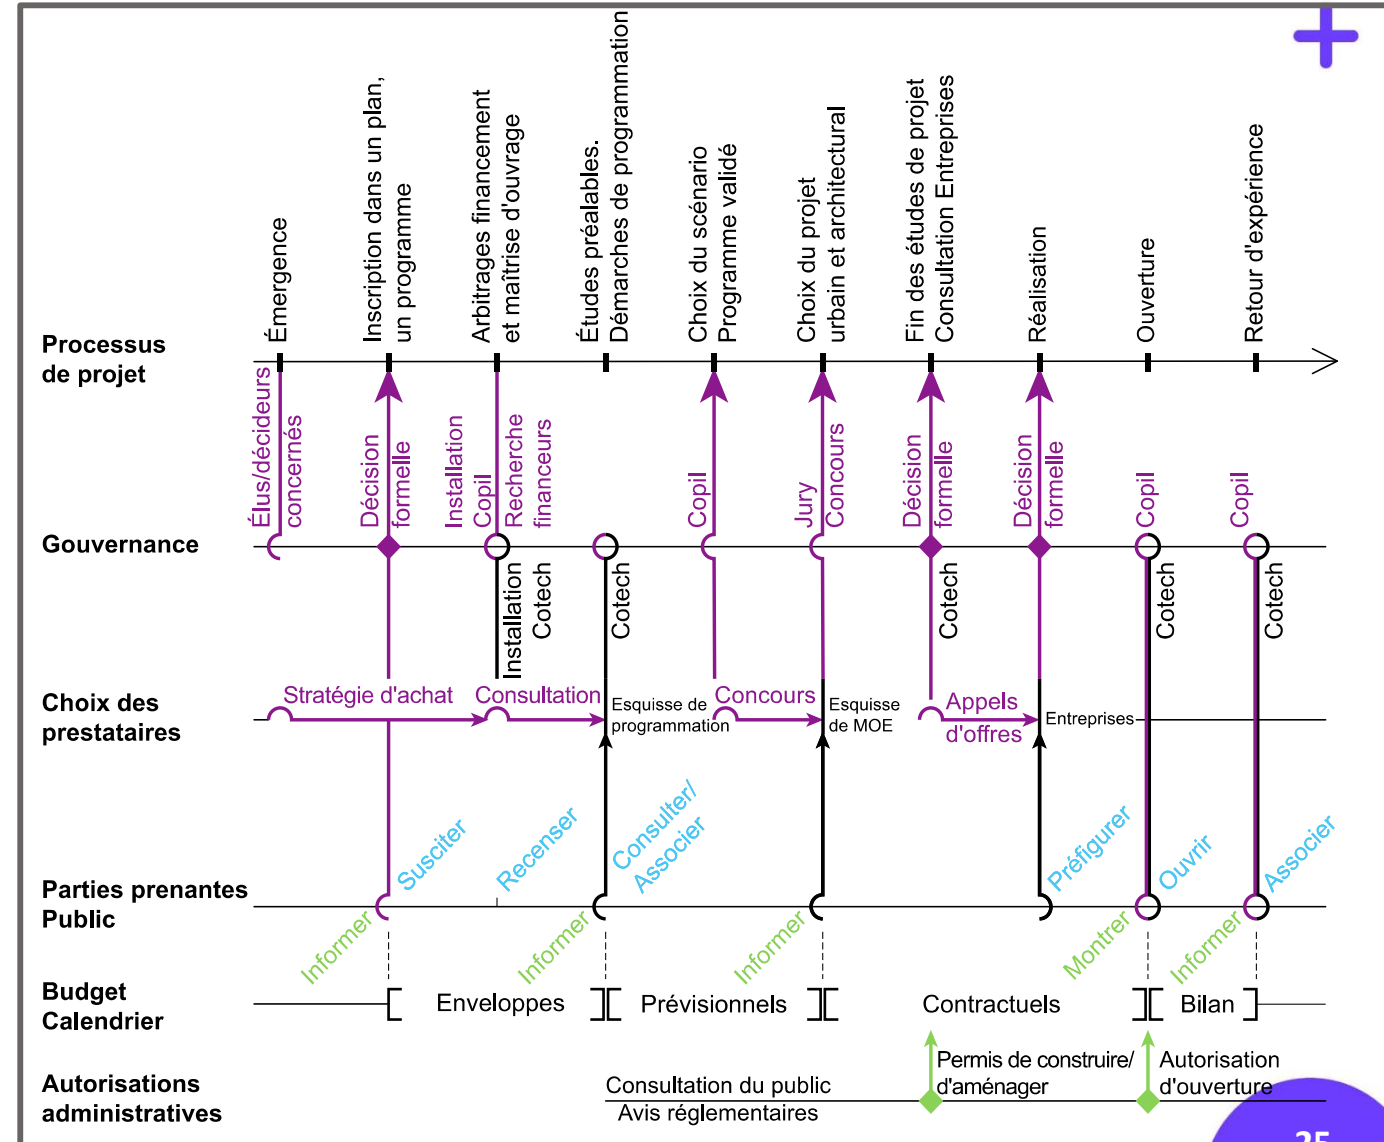 Émergence
Inscription dans un plan,
un programme
Arbitrages financement
et maîtrise d'ouvrage
Études préalables.
Démarches de programmation
Choix du scénario
Programme validé
Choix du projet
urbain et architectural
Fin des études de projet
Consultation Entreprises
Réalisation
Ouverture
Retour d'expérience
Processus
de projet
Élus/décideurs
concernés
Décision
formelle
Installation
Copil
Recherche
financeurs
Copil
Jury
Concours
Décision
formelle
Décision
formelle
Copil
Copil
Gouvernance
Installation
Cotech
Cotech
Cotech
Cotech
Cotech
Choix des
prestataires
Stratégie d'achat
Consultation
Esquisse de
programmation
Concours
Esquisse
de MOE
Appels
d'offres
Entreprises
Susciter
Recenser
Consulter/
Associer
Préfigurer
Ouvrir
Associer
Parties prenantes
Public
Informer
Informer
Informer
Montrer
Informer
Budget
Calendrier
Enveloppes
Prévisionnels
Contractuels
Bilan
Autorisations
administratives
Consultation du public
Avis réglementaires
Permis de construire/
d'aménager
Autorisation
d'ouverture
25